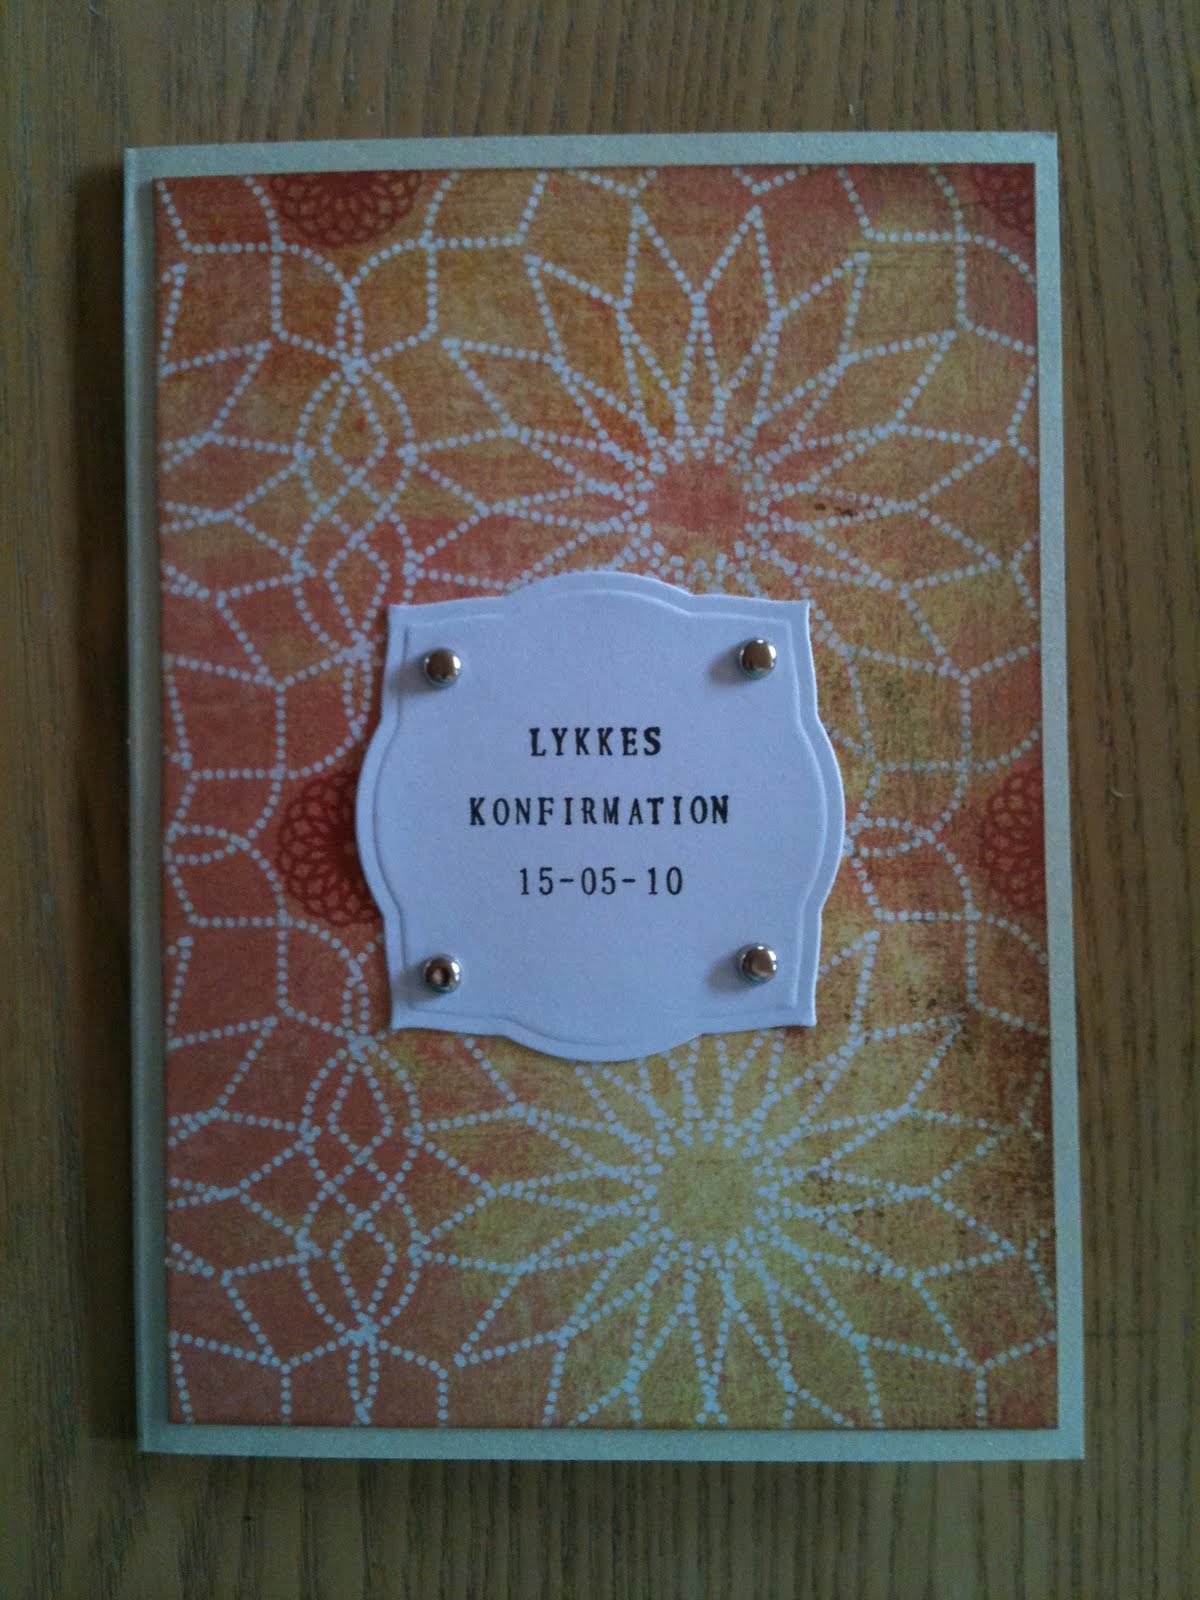 LYKKES
KONFIRMATION
15-05-10